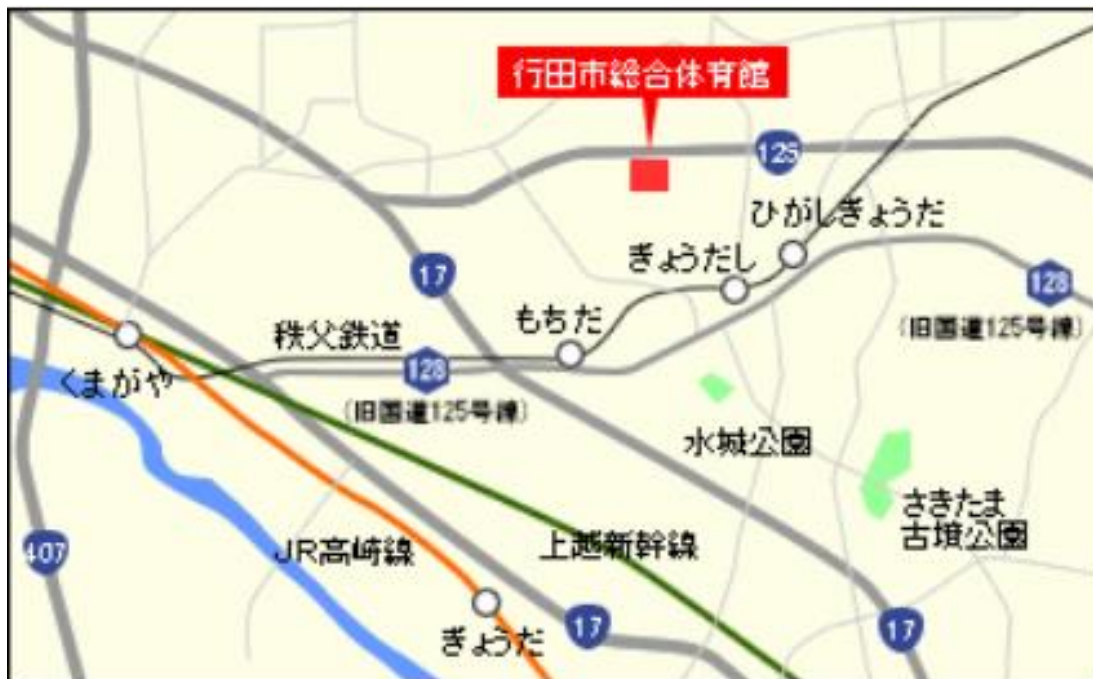 行田市総合体育館
125
ひがしぎょうだ
ぎょうだし
17
128
(旧国道125号線)
もちだ
秩父鉄道
128
(旧国道125号線)
くまがや
水城公園
さきたま
古墳公園
407
JR高崎線
上越新幹線
ぎょうだ
17
17